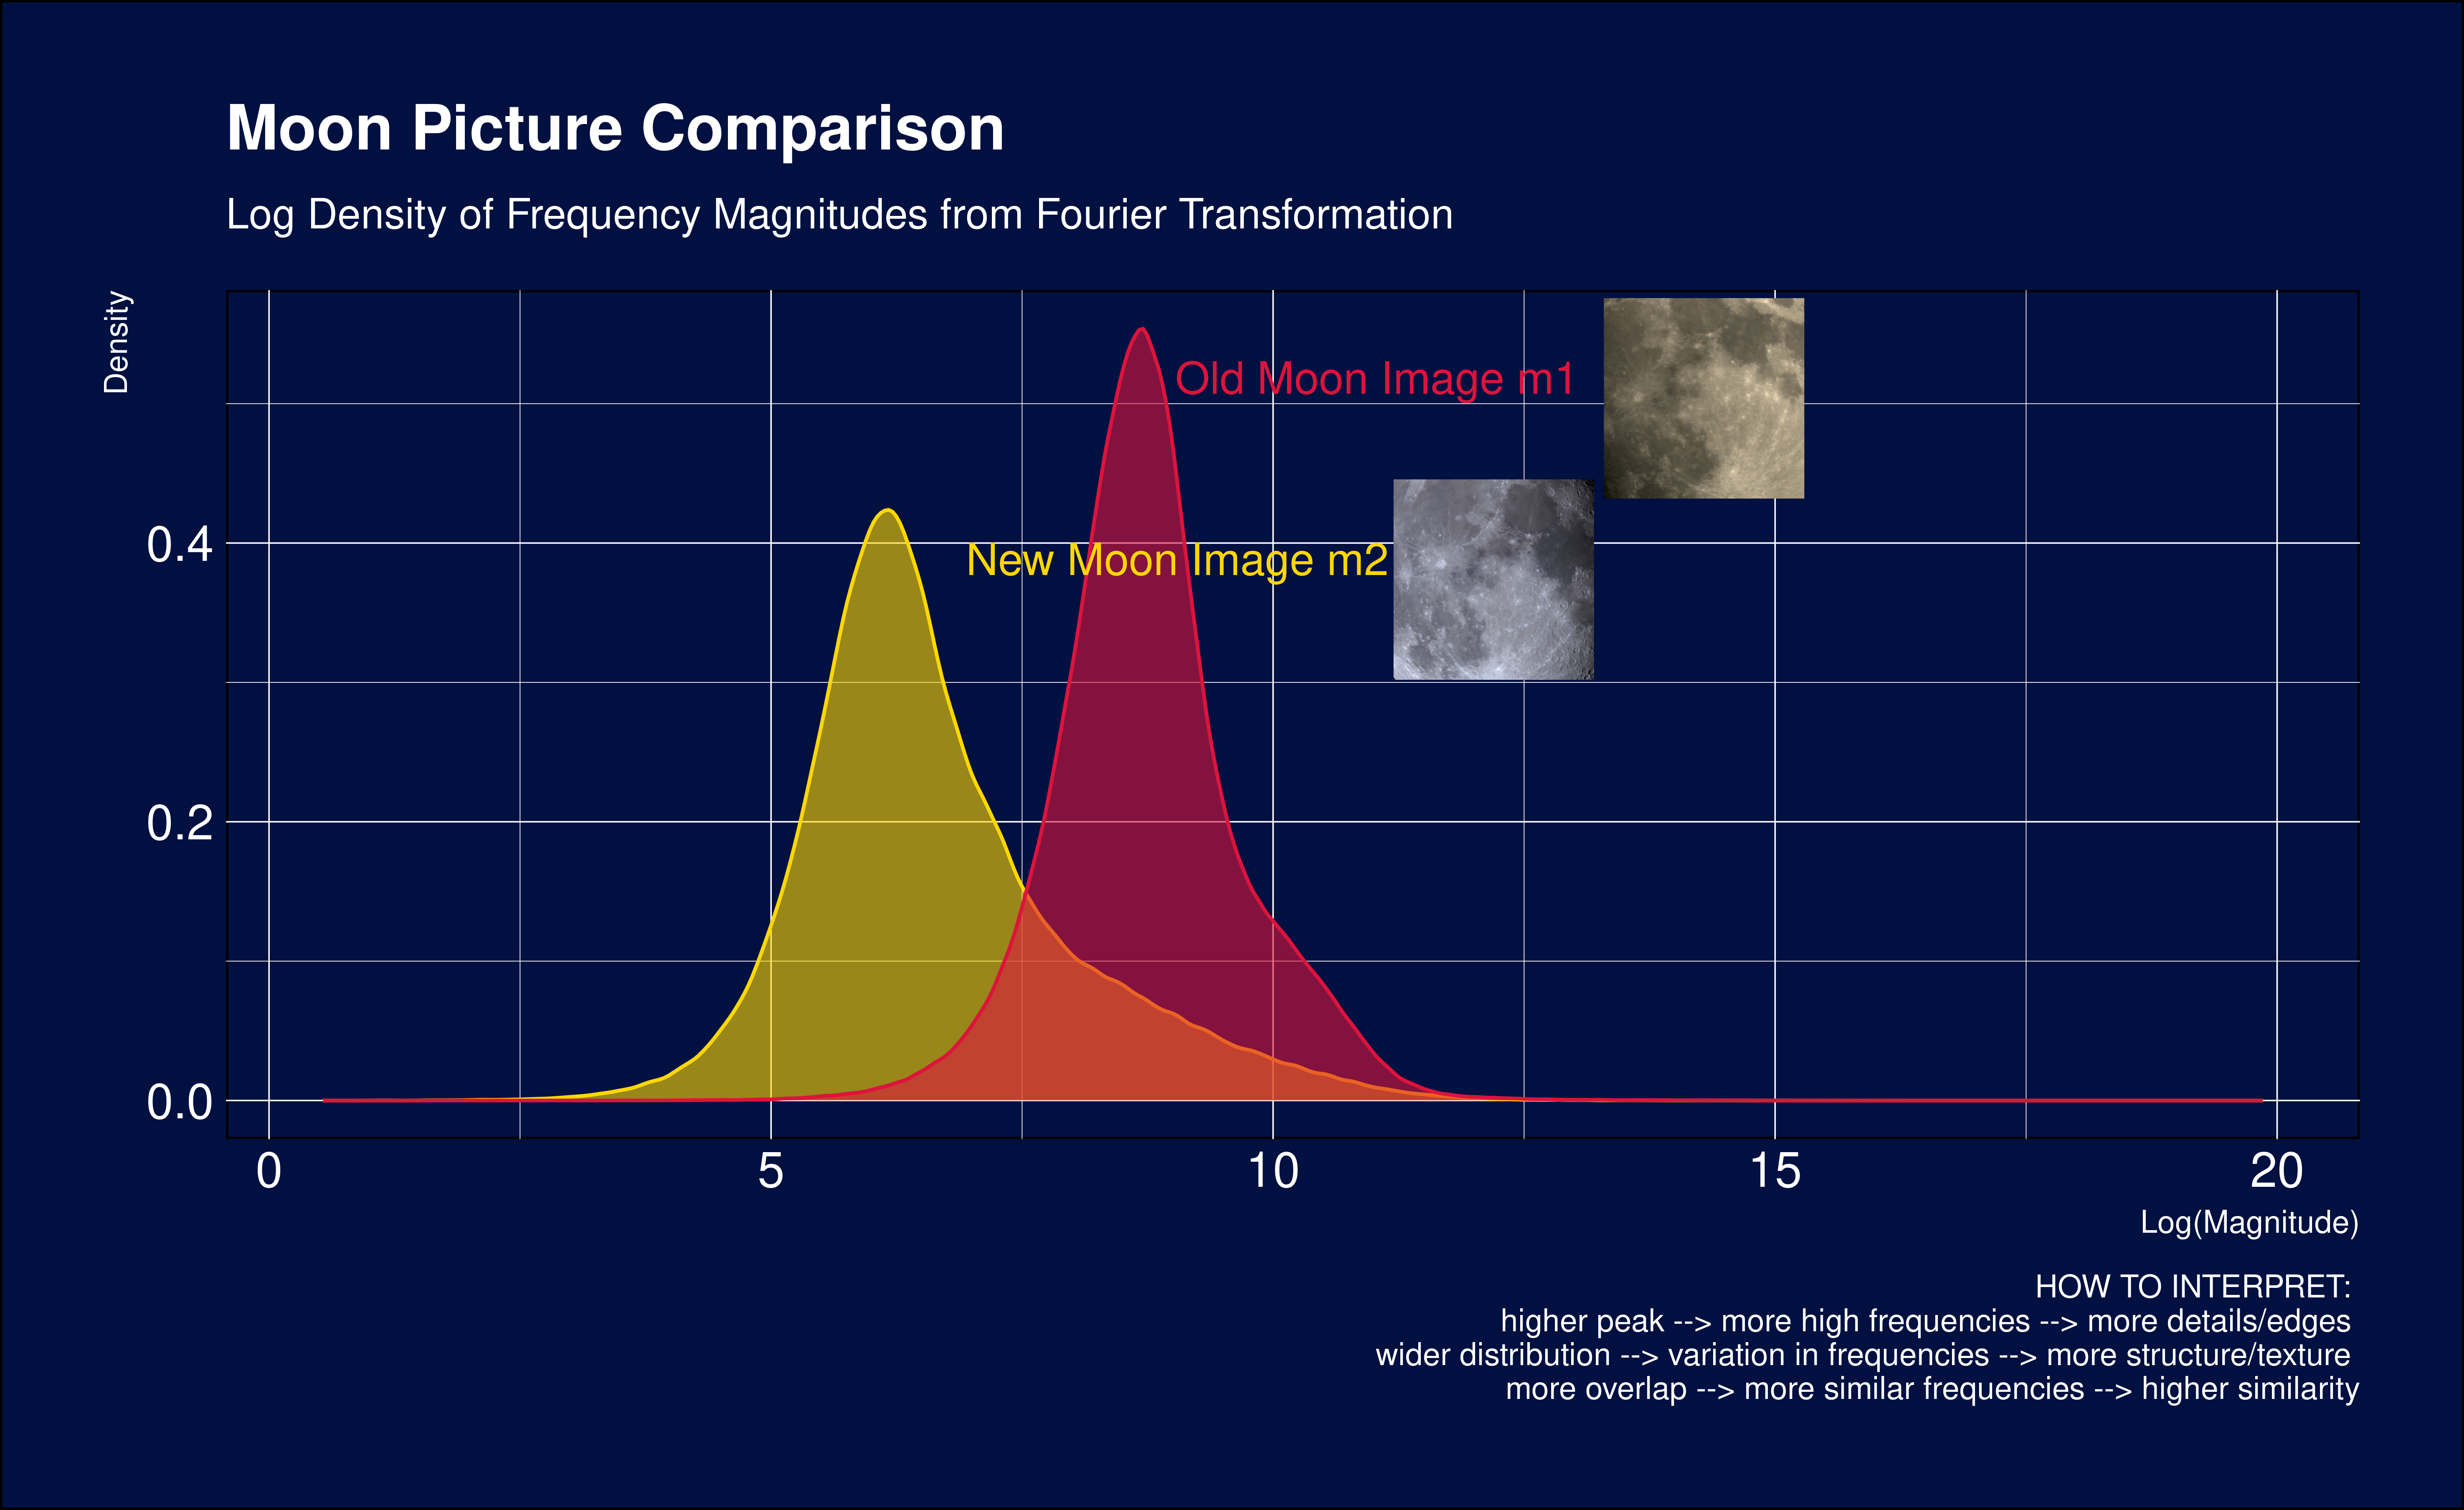 Moon Picture Comparison
Log Density of Frequency Magnitudes from Fourier Transformation
Density
Old Moon Image m1
New Moon Image m2
0.4
0.2
0.0
0 5 10 15 20
Log(Magnitude)
HOW TO INTERPRET:
higher peak --> more high frequencies --> more details/edges
wider distribution --> variation in frequencies --> more structure/texture
more overlap --> more similar frequencies --> higher similarity